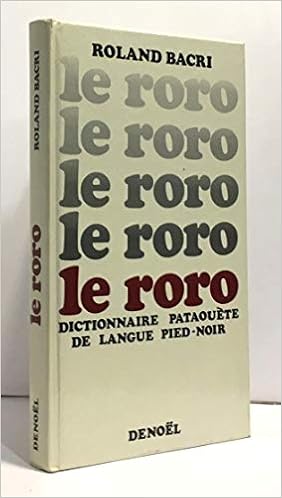 ROLAND BACRI
le roro
le roro
le roro
le roro
le roro
DICTIONNAIRE PATAOUÈTE
DE LANGUE PIED-NOIR
DENOËL
ROLAND BACRI
le roro
DENOËL